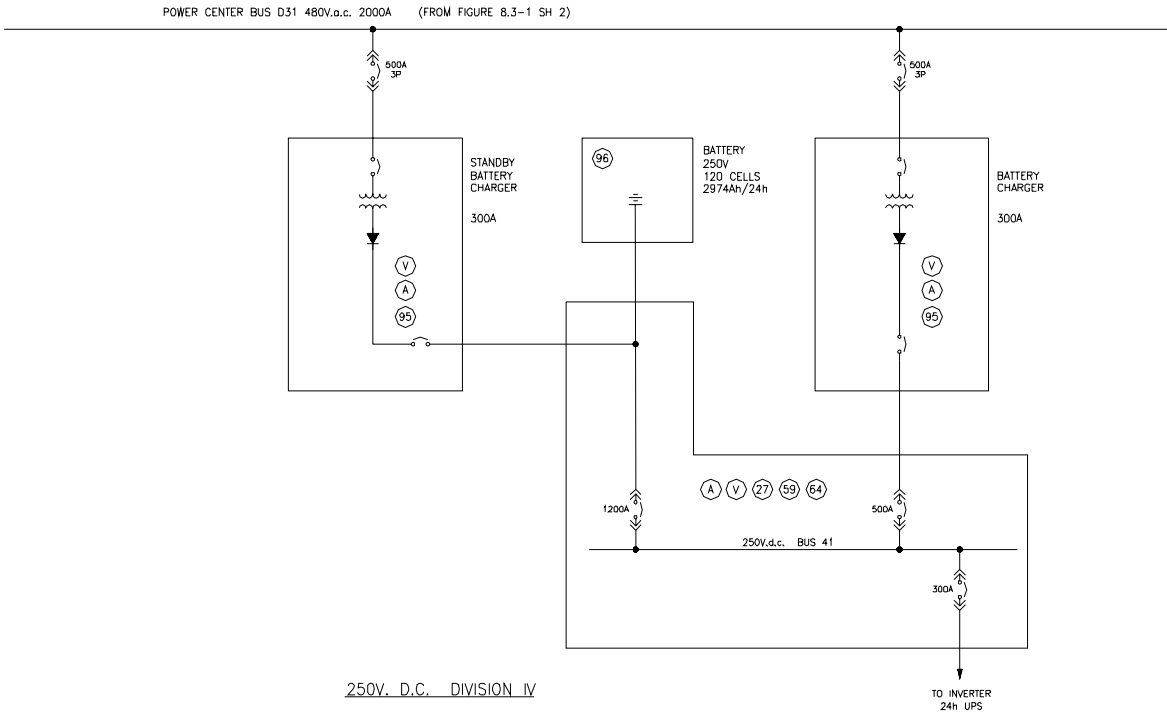 POWER CENTER BUS D31 480V.a.c. 2000A (FROM FIGURE 8.3-1 SH 2)
500A
3P
500A
3P
STANDBY
BATTERY
CHARGER
300A
V
A
95
96
BATTERY
250V
120 CELLS
2974Ah/24h
BATTERY
CHARGER
300A
V
A
95
A V 27 59 64
1200A
500A
250V.d.c. BUS 41
300A
TO INVERTER
24h UPS
250V. D.C. DIVISION IV